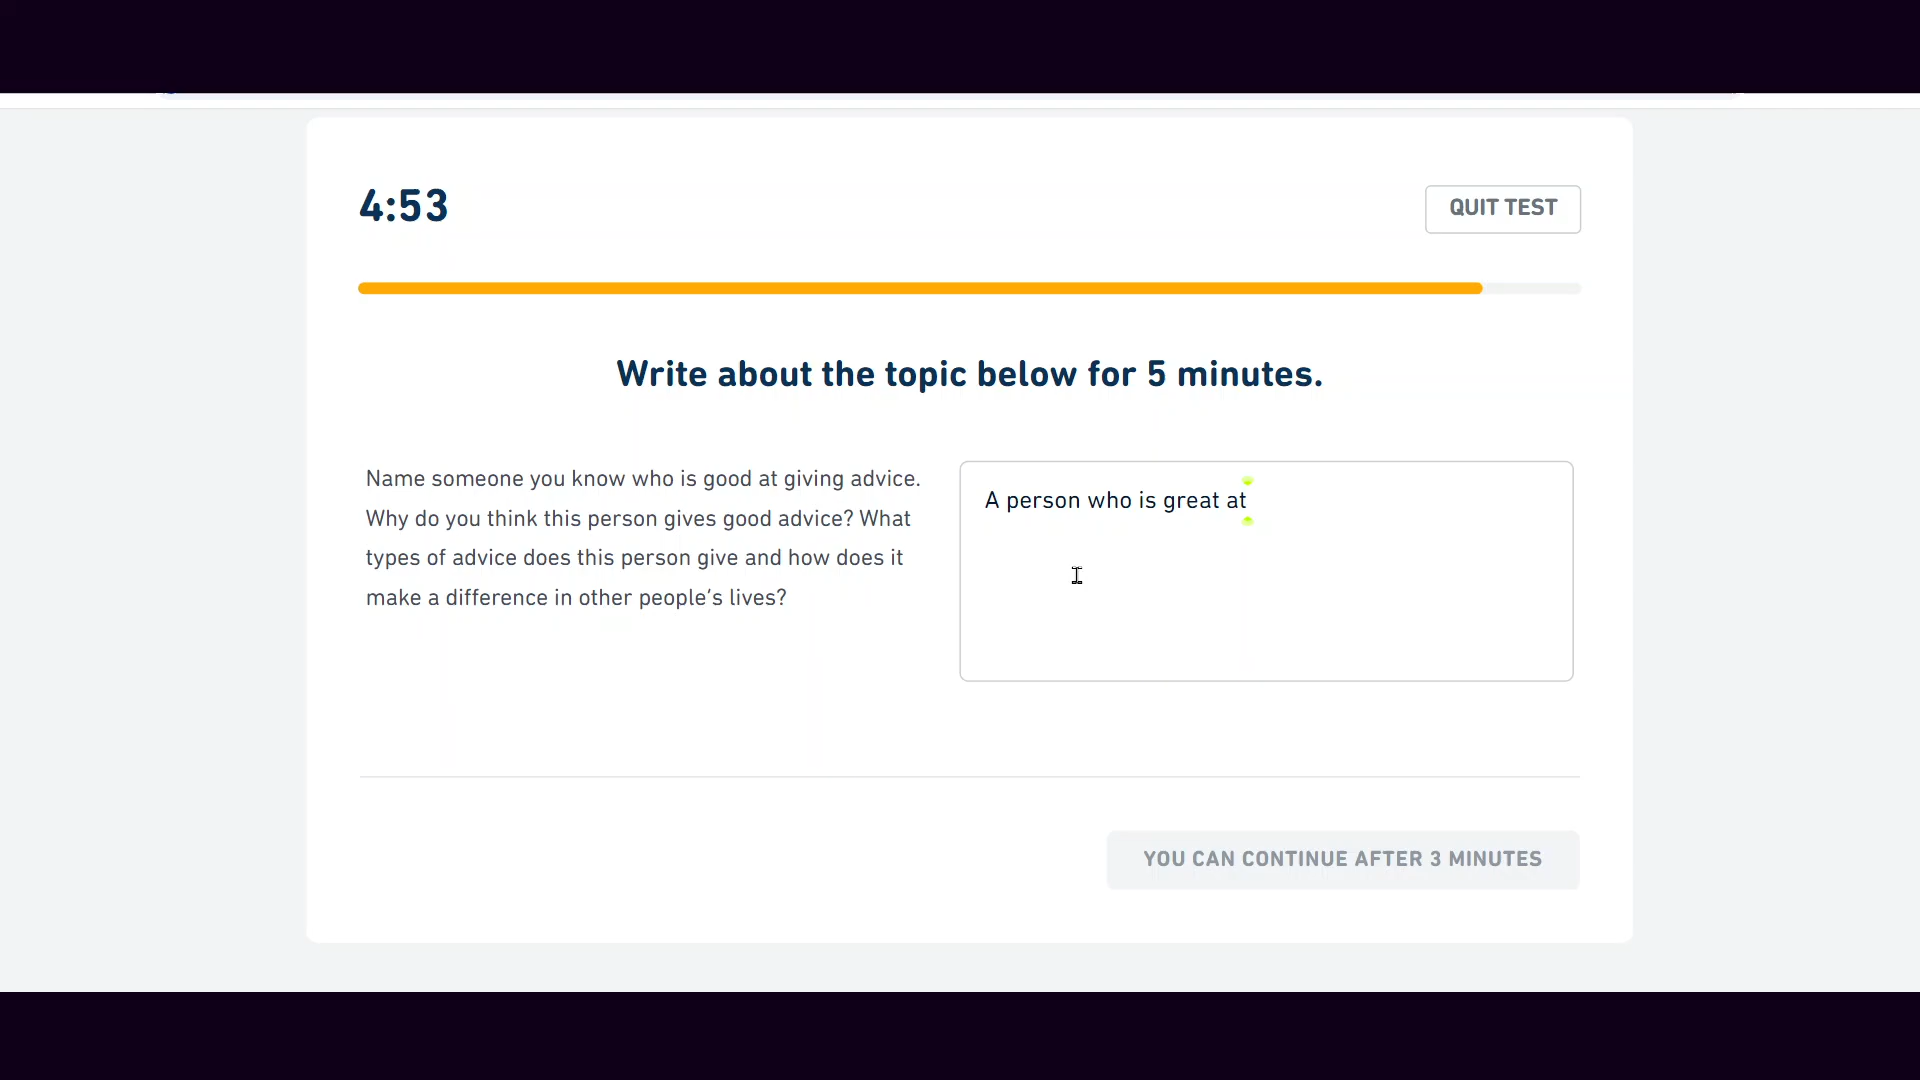 4:53
QUIT TEST
Write about the topic below for 5 minutes.
Name someone you know who is good at giving advice.
Why do you think this person gives good advice? What
types of advice does this person give and how does it
make a difference in other people's lives?
A person who is great at
YOU CAN CONTINUE AFTER 3 MINUTES